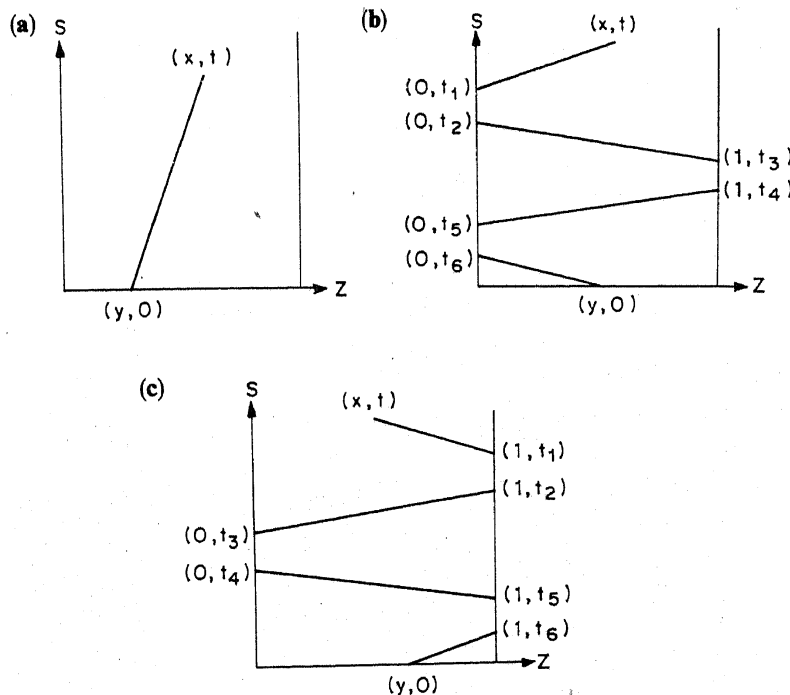 (a)
S
(x,t)
Z
(y,0)
(b)
S
(x,t)
(0,t₁)
(0,t₂)
(1,t₃)
(1,t₄)
(0,t₅)
(0,t₆)
Z
(y,0)
(c)
S
(x,t)
(1,t₁)
(1,t₂)
(0,t₃)
(0,t₄)
(1,t₅)
(1,t₆)
Z
(y,0)